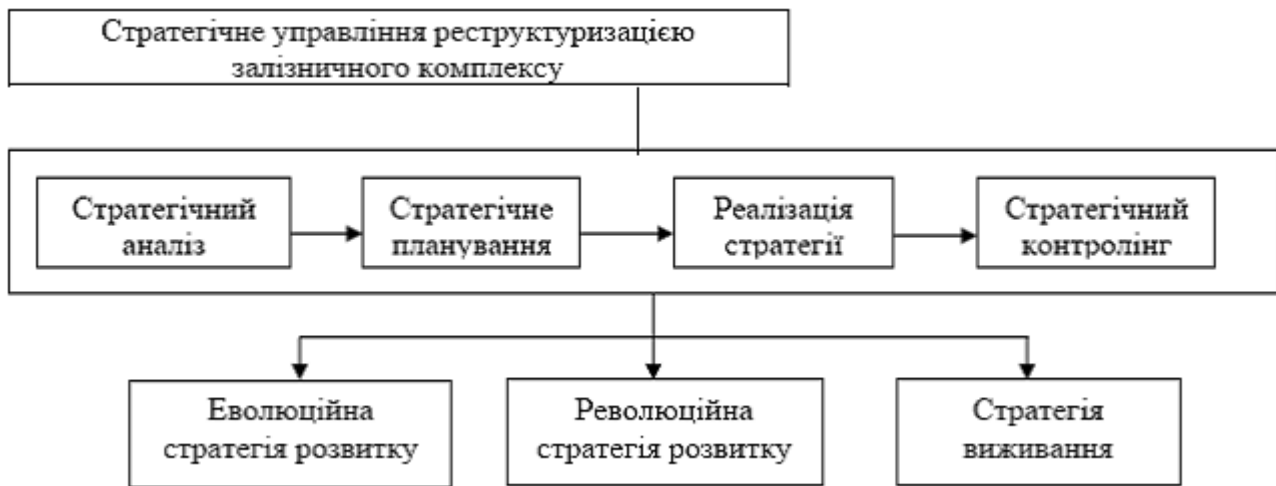 Стратегічне управління реструктуризацією
залізничного комплексу
Стратегічний
аналіз
Стратегічне
планування
Реалізація
стратегії
Стратегічний
контролінг
Еволюційна
стратегія розвитку
Революційна
стратегія розвитку
Стратегія
виживання